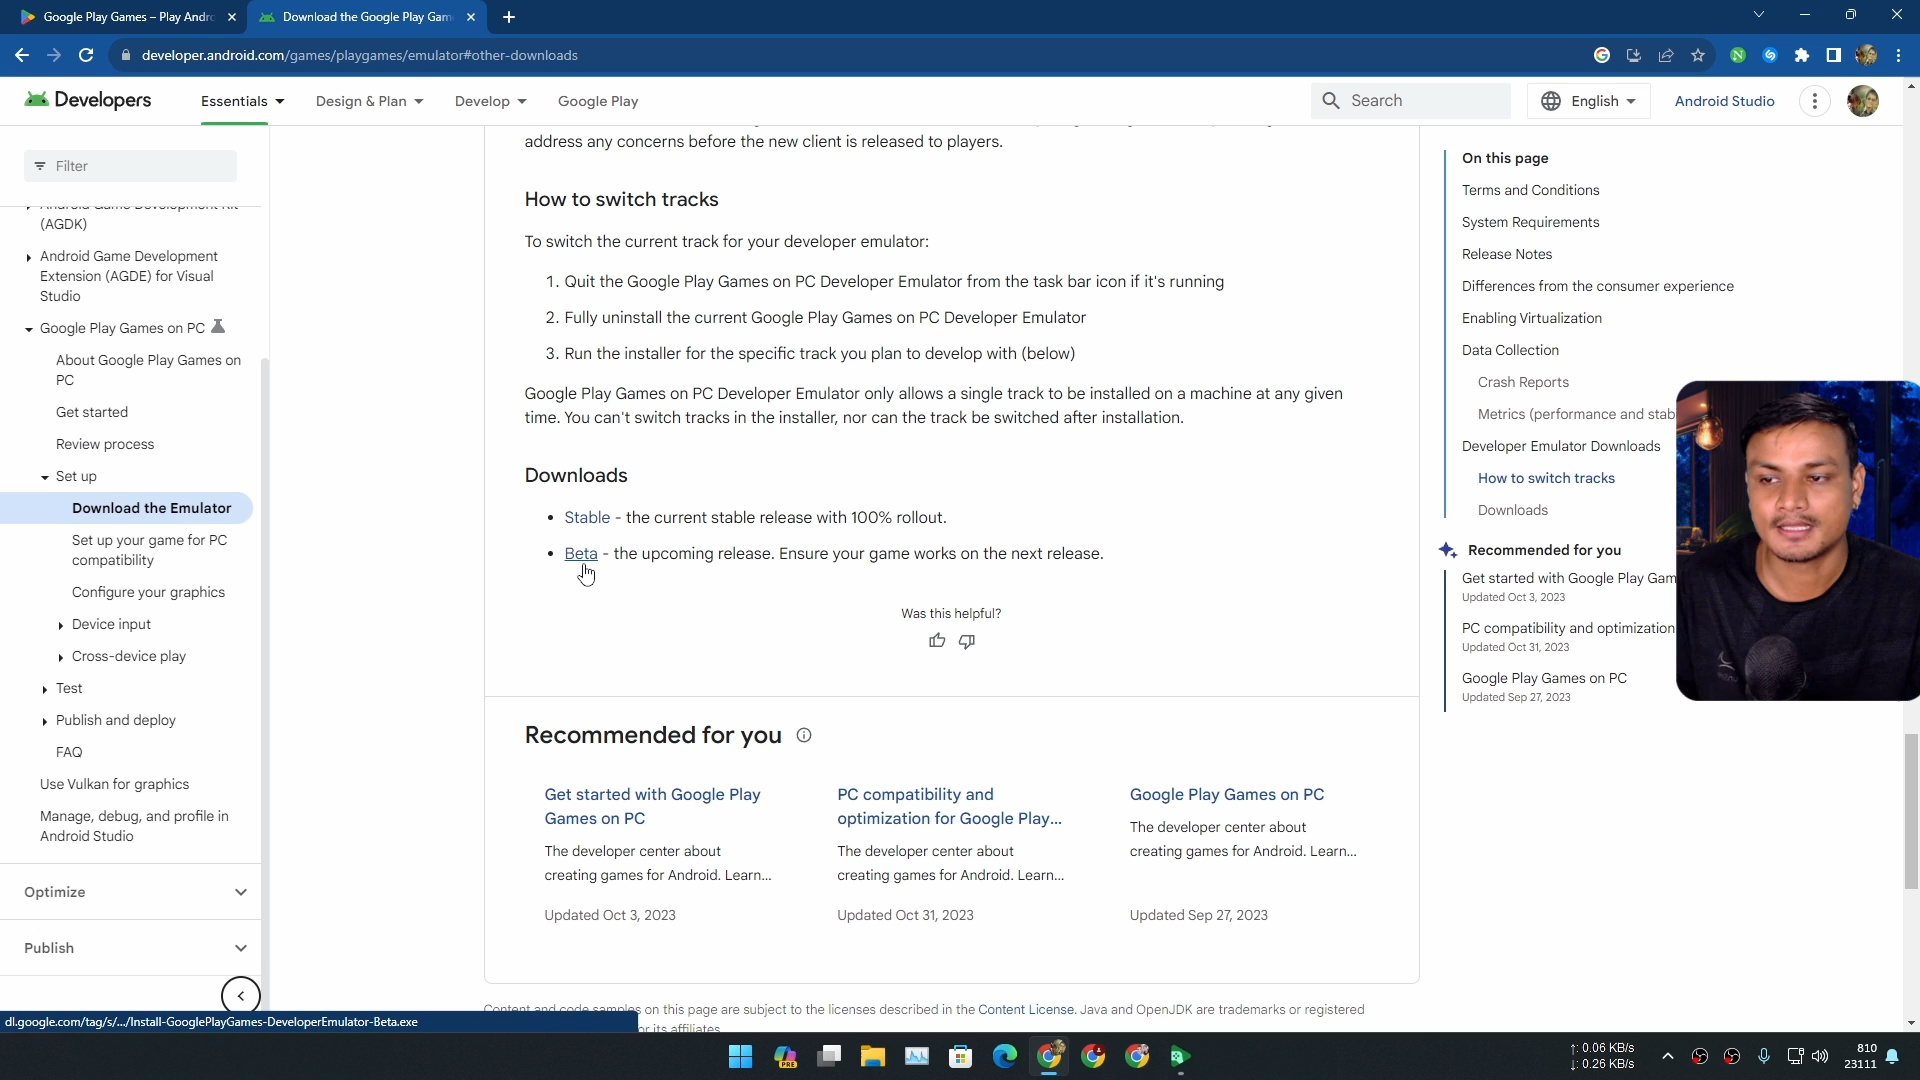 Google Play Games – Play Andr
Download the Google Play Gam
developer.android.com/games/playgames/emulator#other-downloads
Developers
Essentials
Design & Plan
Develop
Google Play
Search
English
Android Studio
Filter
(AGDK)
Android Game Development
Extension (AGDE) for Visual
Studio
Google Play Games on PC
About Google Play Games on
PC
Get started
Review process
Set up
Download the Emulator
Set up your game for PC
compatibility
Configure your graphics
Device input
Cross-device play
Test
Publish and deploy
FAQ
Use Vulkan for graphics
Manage, debug, and profile in
Android Studio
Optimize
Publish
dl.google.com/tag/s/.../Install-GooglePlayGames-DeveloperEmulator-Beta.exe
address any concerns before the new client is released to players.
How to switch tracks
To switch the current track for your developer emulator:
1. Quit the Google Play Games on PC Developer Emulator from the task bar icon if it's running
2. Fully uninstall the current Google Play Games on PC Developer Emulator
3. Run the installer for the specific track you plan to develop with (below)
Google Play Games on PC Developer Emulator only allows a single track to be installed on a machine at any given
time. You can't switch tracks in the installer, nor can the track be switched after installation.
Downloads
• Stable - the current stable release with 100% rollout.
• Beta - the upcoming release. Ensure your game works on the next release.
Was this helpful?
Recommended for you
Get started with Google Play
Games on PC
The developer center about
creating games for Android. Learn...
Updated Oct 3, 2023
PC compatibility and
optimization for Google Play...
The developer center about
creating games for Android. Learn...
Updated Oct 31, 2023
Google Play Games on PC
The developer center about
creating games for Android. Learn...
Updated Sep 27, 2023
Content and code samples on this page are subject to the licenses described in the Content License. Java and OpenJDK are trademarks or registered
or its affiliates.
On this page
Terms and Conditions
System Requirements
Release Notes
Differences from the consumer experience
Enabling Virtualization
Data Collection
Crash Reports
Metrics (performance and stab
Developer Emulator Downloads
How to switch tracks
Downloads
Recommended for you
Get started with Google Play Gam
Updated Oct 3, 2023
PC compatibility and optimization
Updated Oct 31, 2023
Google Play Games on PC
Updated Sep 27, 2023
PRE
↑: 0.06 KB/s
↓: 0.26 KB/s
810
23111